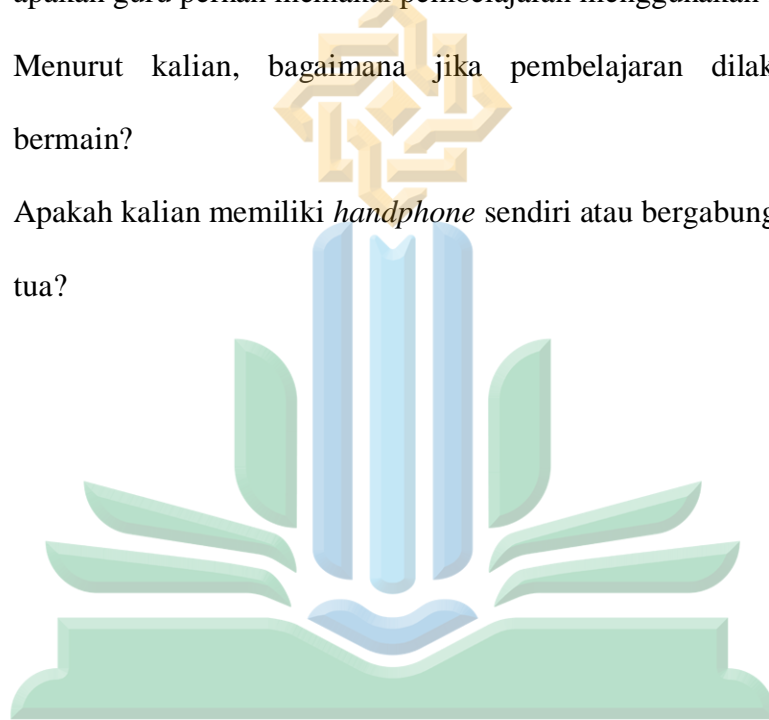 apakah guru pernah memakai pembelajaran menggunakan
Menurut kalian, bagaimana jika pembelajaran dilak
bermain?
Apakah kalian memiliki handphone sendiri atau bergabung
tua?